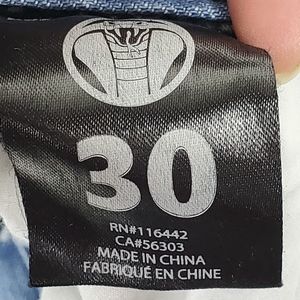 30
RN#116442
CA#56303
MADE IN CHINA
FABRIQUÉ EN CHINE